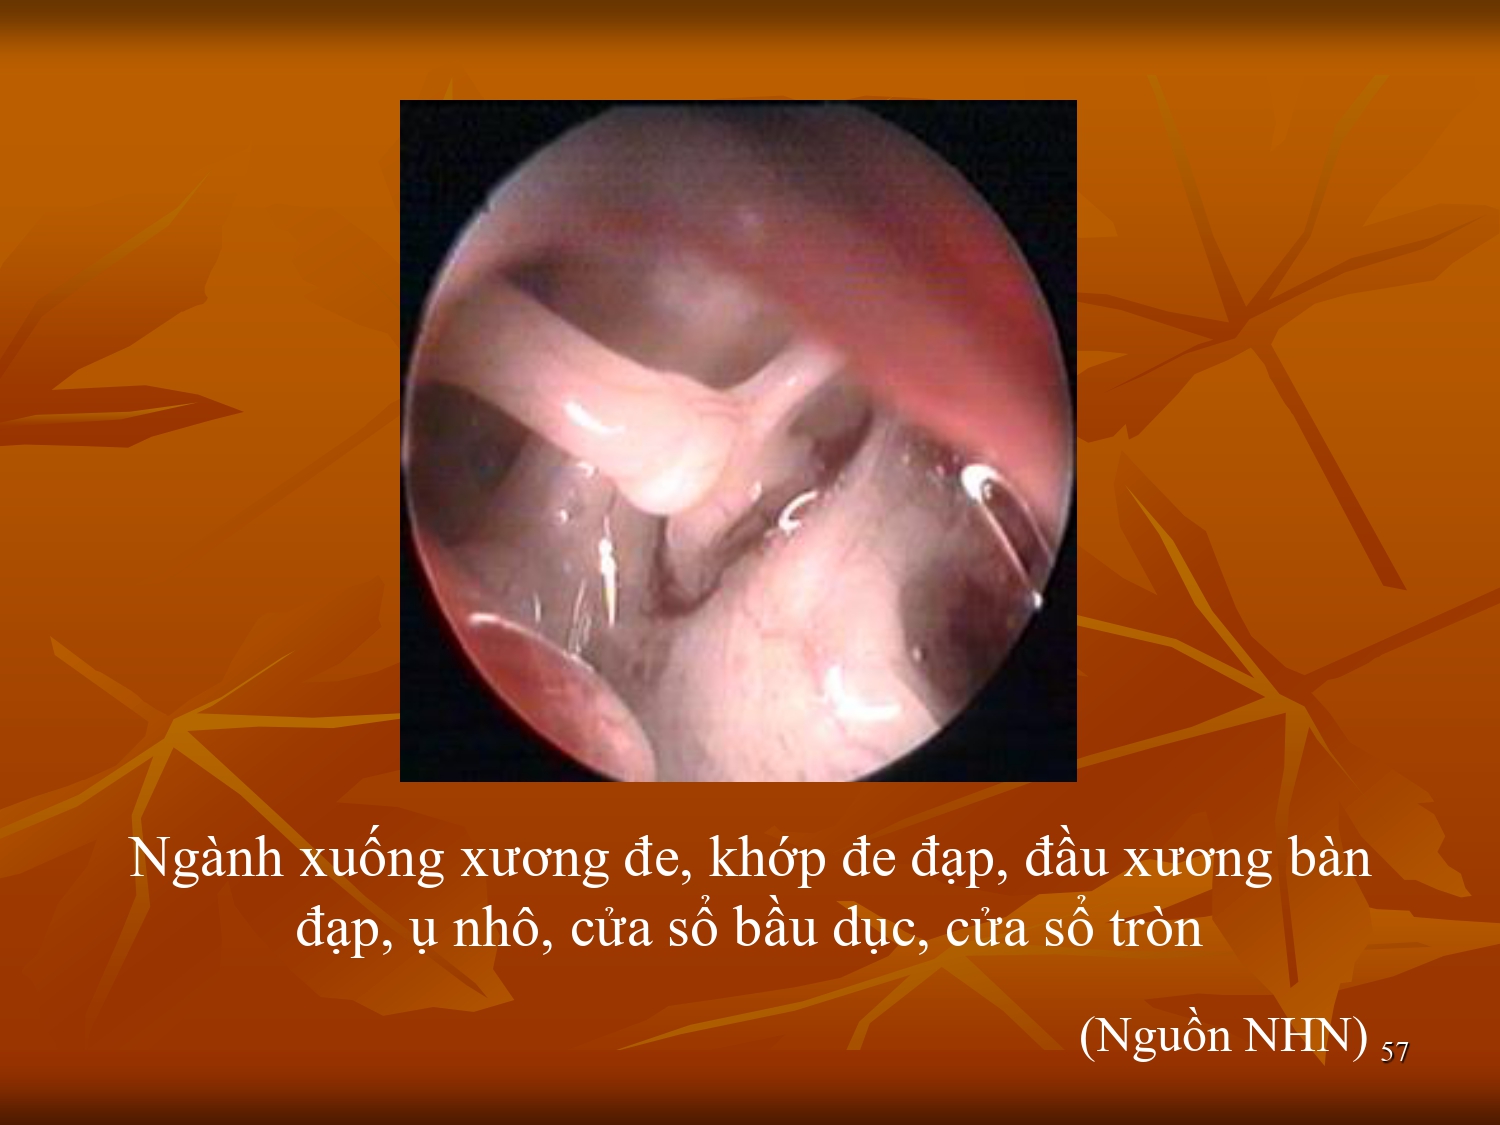 Ngành xuống xương đe, khớp đe đạp, đầu xương bàn
đạp, ụ nhô, cửa sổ bầu dục, cửa sổ tròn
(Nguồn NHN)
57